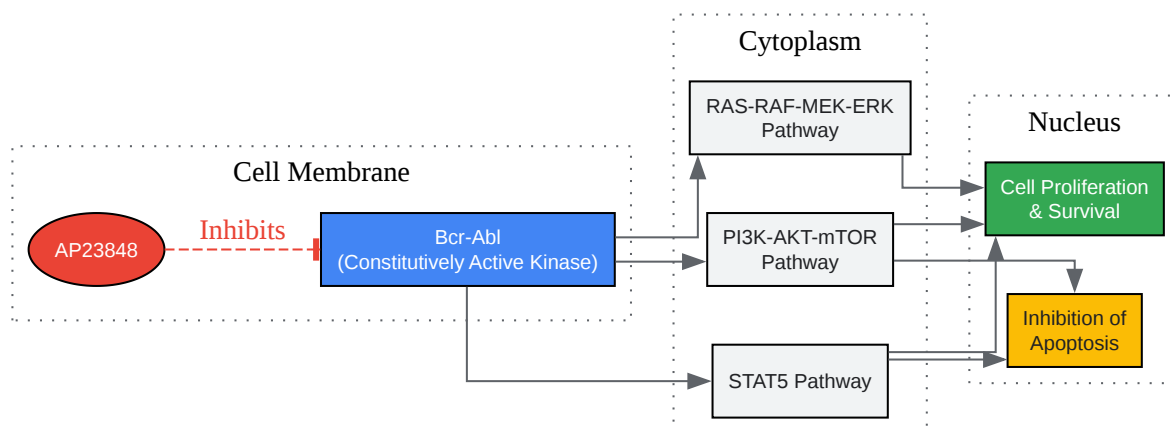 Cell Membrane
AP23848
Inhibits
Bcr-Abl
(Constitutively Active Kinase)
Cytoplasm
RAS-RAF-MEK-ERK
Pathway
PI3K-AKT-mTOR
Pathway
STAT5 Pathway
Nucleus
Cell Proliferation
& Survival
Inhibition of
Apoptosis